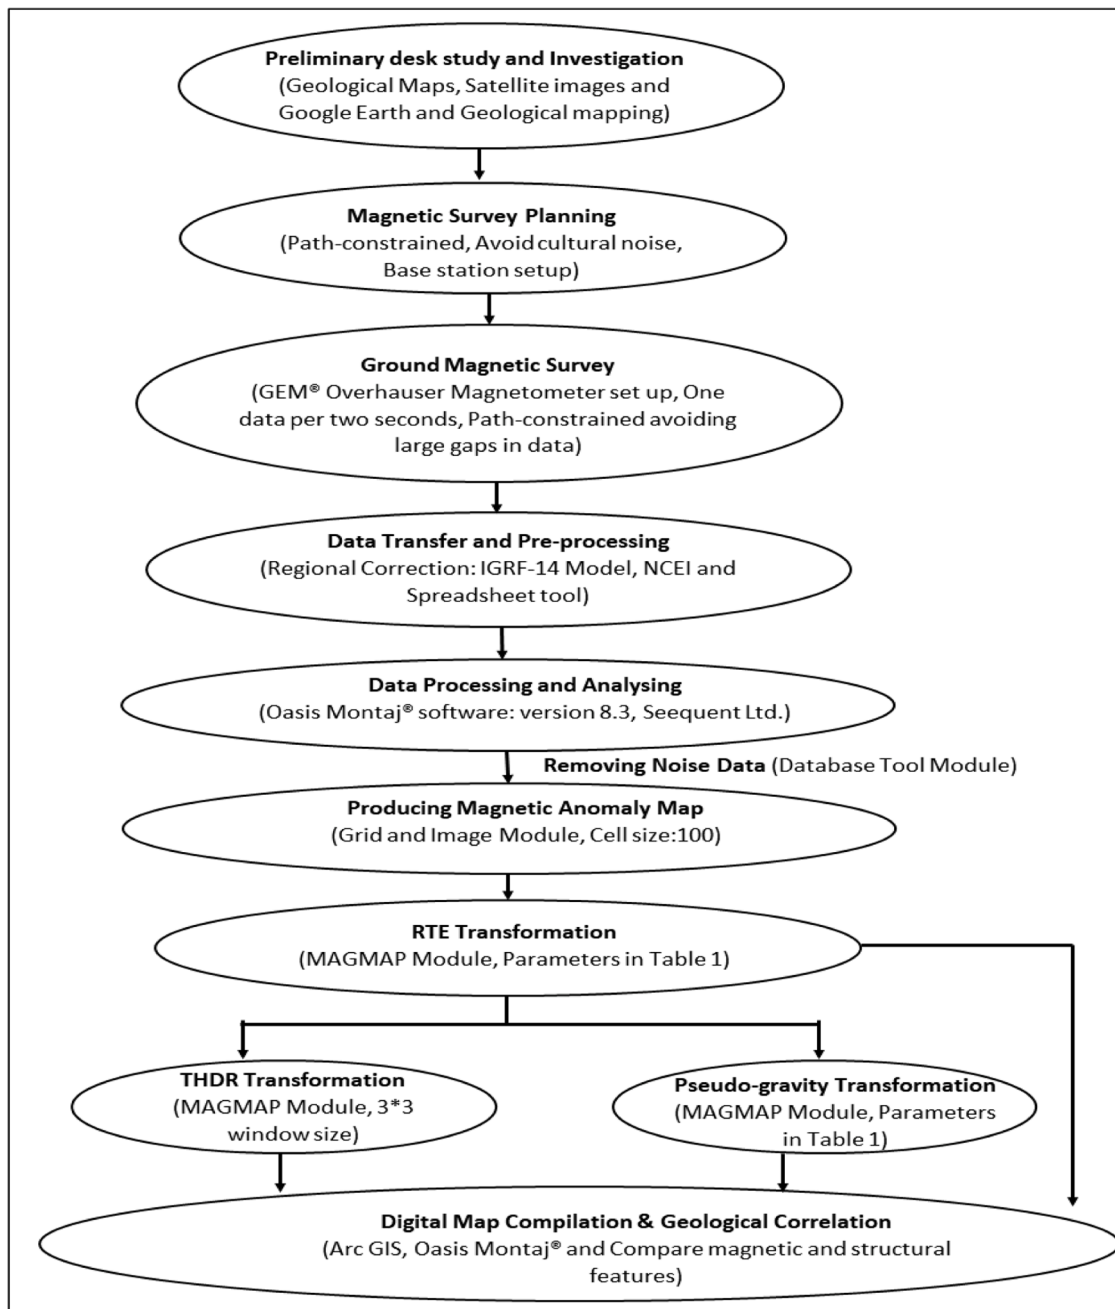 Preliminary desk study and Investigation
(Geological Maps, Satellite images and
Google Earth and Geological mapping)
Magnetic Survey Planning
(Path-constrained, Avoid cultural noise,
Base station setup)
Ground Magnetic Survey
(GEM® Overhauser Magnetometer set up, One
data per two seconds, Path-constrained avoiding
large gaps in data)
Data Transfer and Pre-processing
(Regional Correction: IGRF-14 Model, NCEI and
Spreadsheet tool)
Data Processing and Analysing
(Oasis Montaj® software: version 8.3, Seequent Ltd.)
Removing Noise Data (Database Tool Module)
Producing Magnetic Anomaly Map
(Grid and Image Module, Cell size:100)
RTE Transformation
(MAGMAP Module, Parameters in Table 1)
THDR Transformation
(MAGMAP Module, 3*3
window size)
Pseudo-gravity Transformation
(MAGMAP Module, Parameters
in Table 1)
Digital Map Compilation & Geological Correlation
(Arc GIS, Oasis Montaj® and Compare magnetic and structural
features)